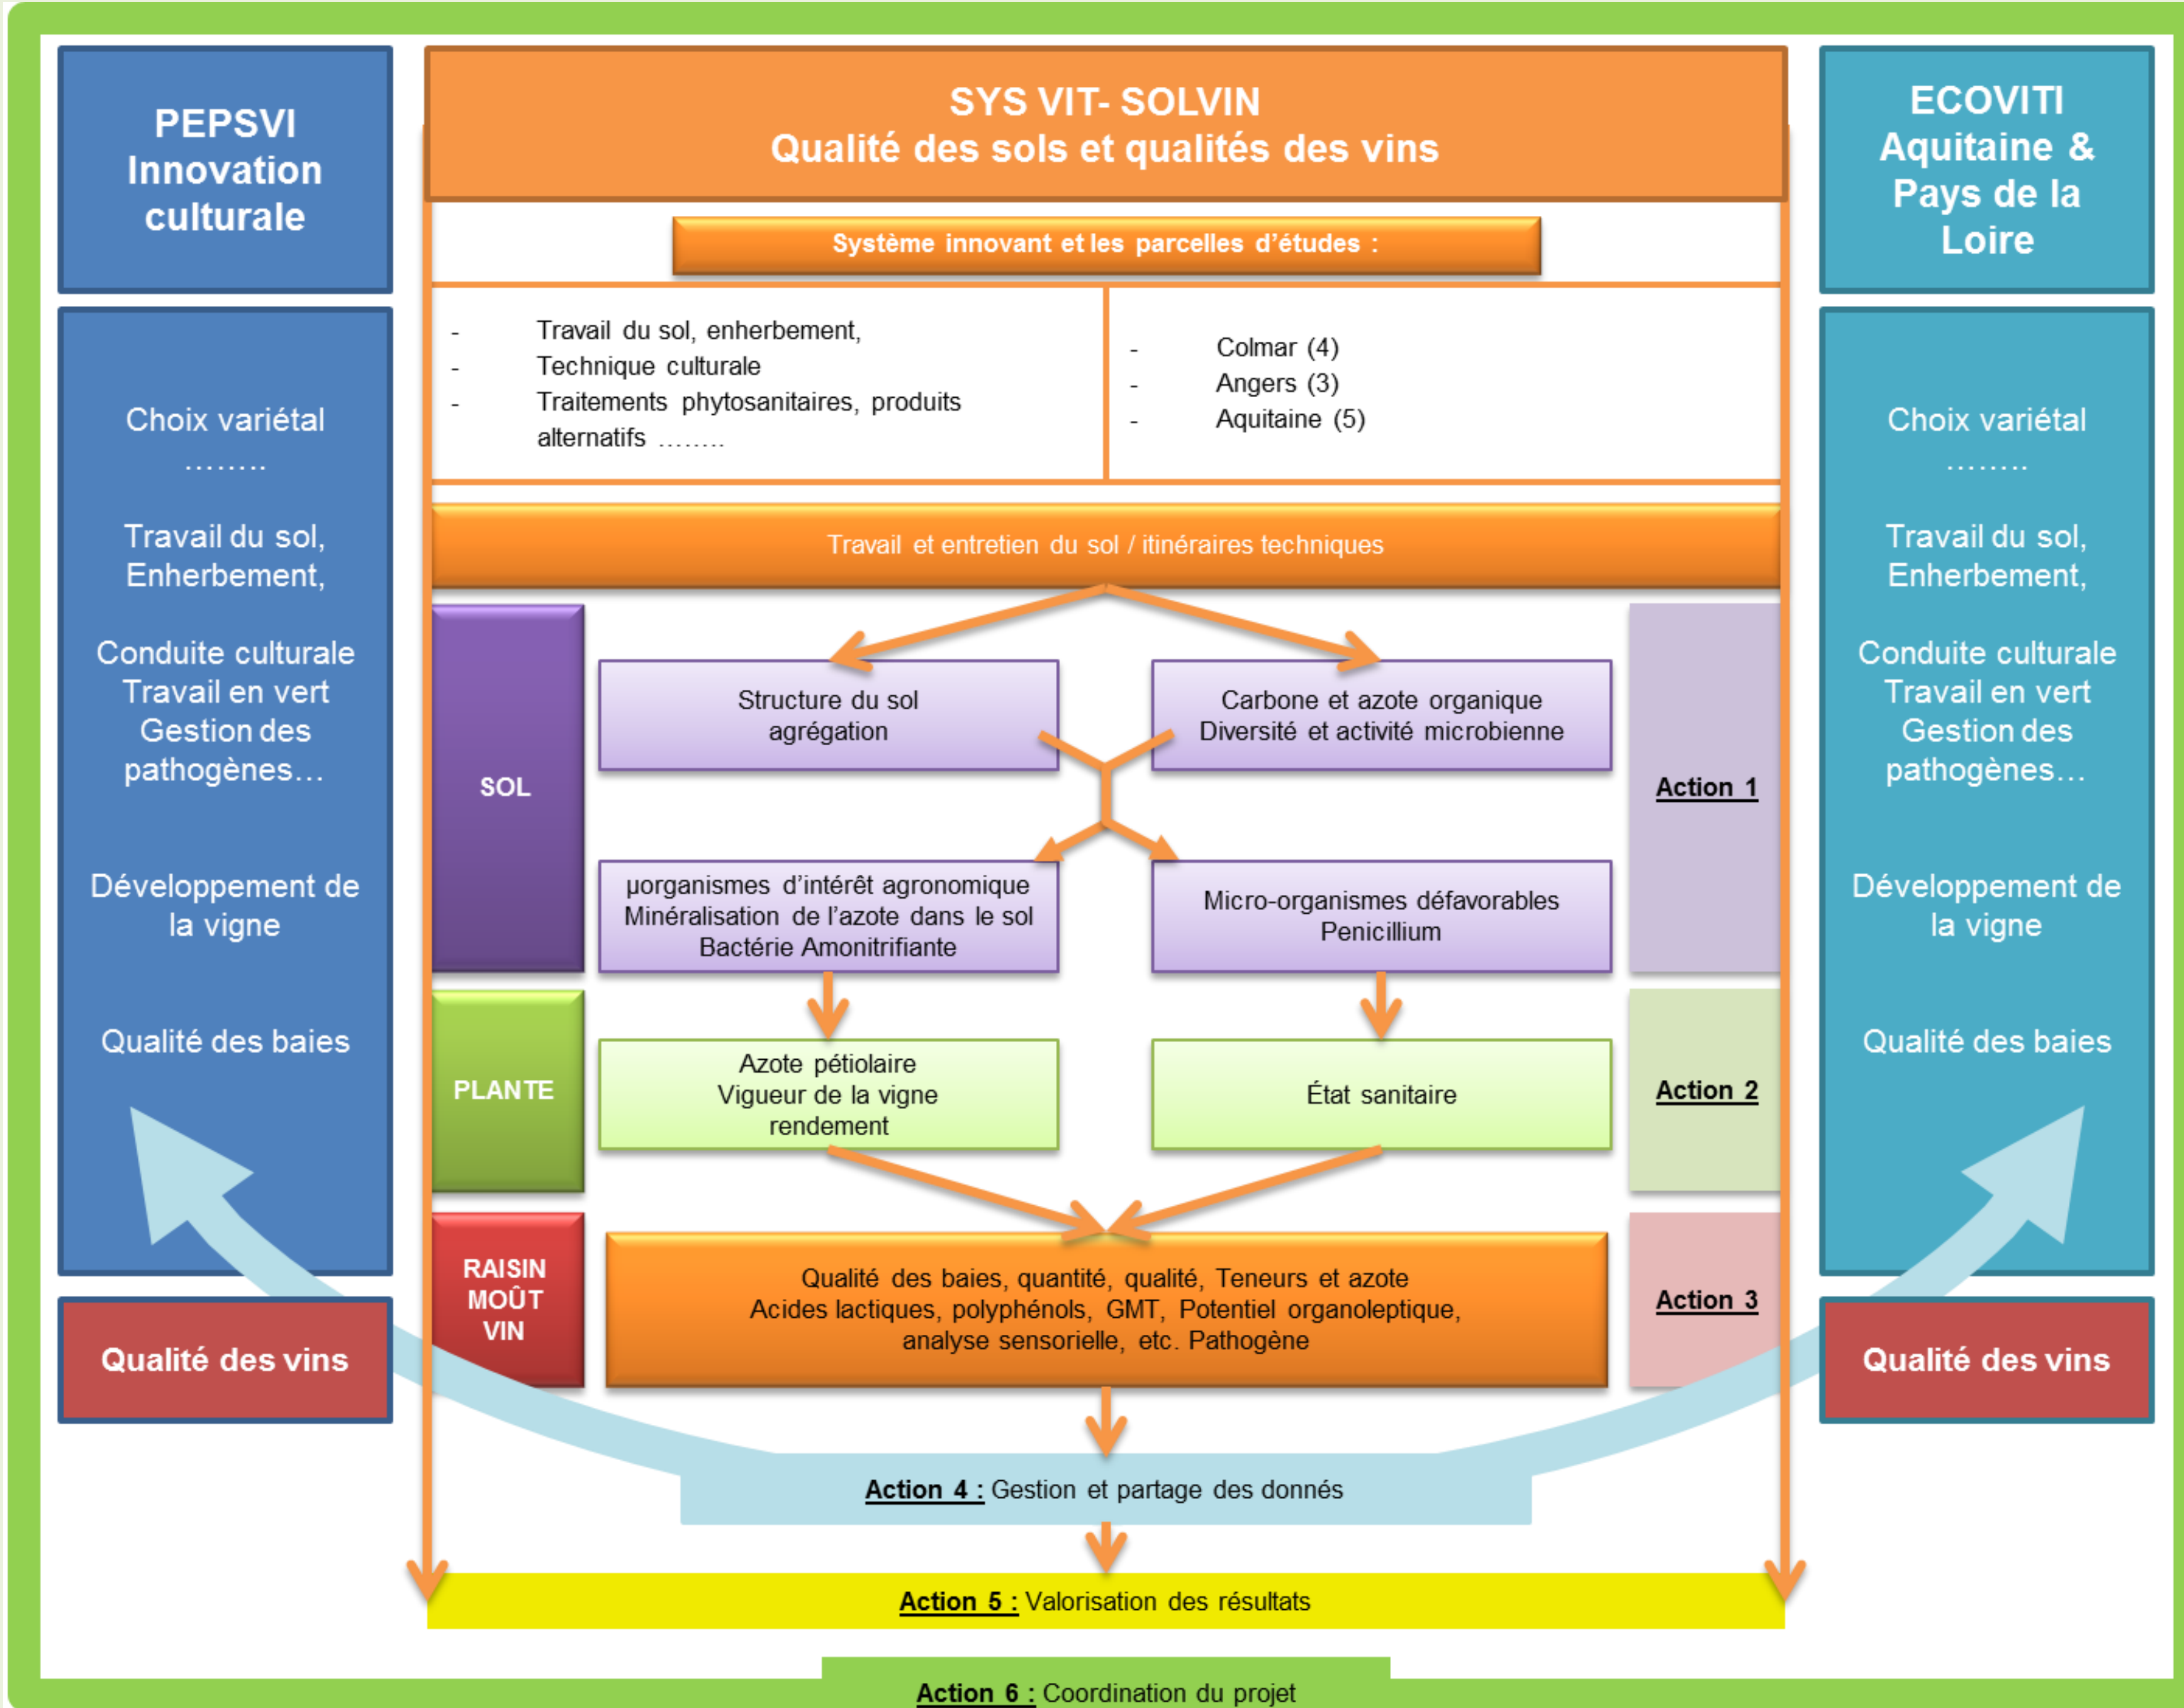 PEPSVI
Innovation
culturale
Choix variétal
........
Travail du sol,
Enherbement,
Conduite culturale
Travail en vert
Gestion des
pathogènes…
Développement de
la vigne
Qualité des baies
Qualité des vins
SYS VIT- SOLVIN
Qualité des sols et qualités des vins
Système innovant et les parcelles d’études :
- Travail du sol, enherbement,
- Technique culturale
- Traitements phytosanitaires, produits
alternatifs ........
- Colmar (4)
- Angers (3)
- Aquitaine (5)
Travail et entretien du sol / itinéraires techniques
SOL
Structure du sol
agrégation
Carbone et azote organique
Diversité et activité microbienne
Action 1
µorganismes d’intérêt agronomique
Minéralisation de l’azote dans le sol
Bactérie Amonitrifiante
Micro-organismes défavorables
Penicillium
PLANTE
Azote pétiolaire
Vigueur de la vigne
rendement
État sanitaire
Action 2
RAISIN
MOÛT
VIN
Qualité des baies, quantité, qualité, Teneurs et azote
Acides lactiques, polyphénols, GMT, Potentiel organoleptique,
analyse sensorielle, etc. Pathogène
Action 3
Action 4 : Gestion et partage des donnés
Action 5 : Valorisation des résultats
Action 6 : Coordination du projet
ECOVITI
Aquitaine &
Pays de la
Loire
Choix variétal
........
Travail du sol,
Enherbement,
Conduite culturale
Travail en vert
Gestion des
pathogènes…
Développement de
la vigne
Qualité des baies
Qualité des vins